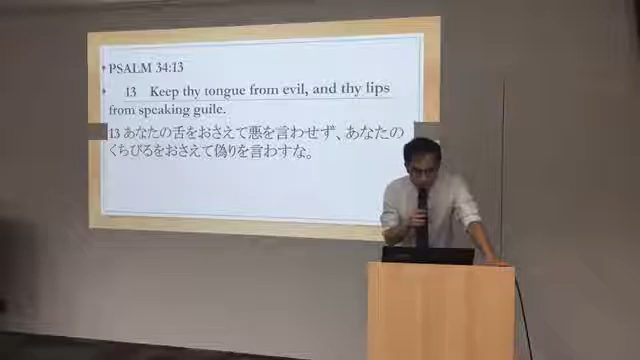 PSALM 34:13
13 Keep thy tongue from evil, and thy lips
from speaking guile.
13 あなたの舌をおさえて悪を言わせず、あなたの
くちびるをおさえて偽りを言わすな。